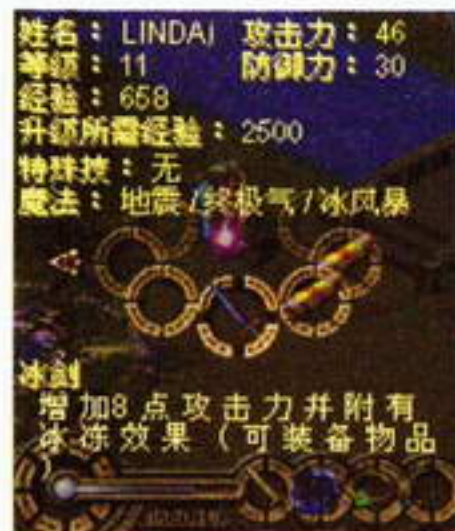 姓名：LINDAI 攻击力：46
等级：11 防御力：30
经验：658
升级所需经验：2500
特殊技：无
魔法：地震/终极气/冰风暴
冰剑
增加8点攻击力并附有
冰冻效果（可装备物品